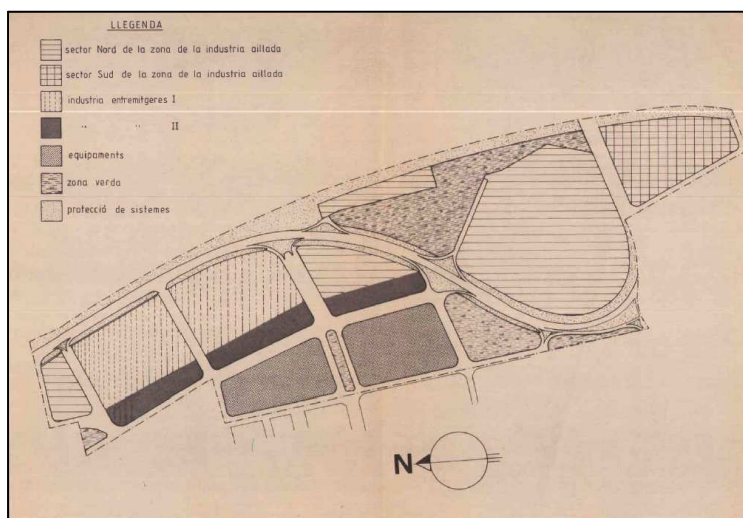 LLEGENDA
sector Nord de la zona de la industria aillada
sector Sud de la zona de la industria aillada
industria entremitgeres I
" " II
equipaments
zona verda
protecció de sistemes
N